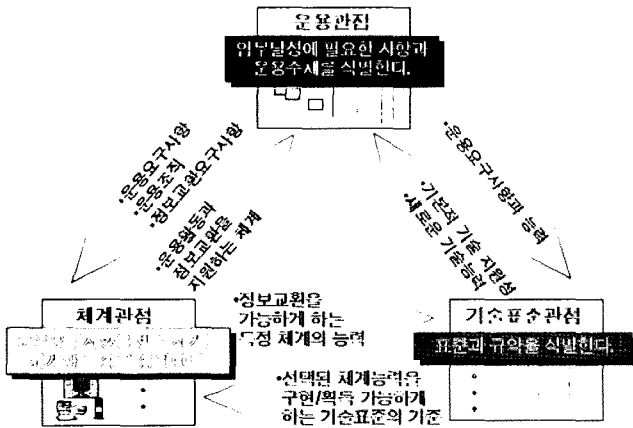 운용관점
임무달성에 필요한 사항과
운용주체를 식별한다.
•운용요구사항
•운용조직
•정보교환요구사항
•운용활동과
정보교환을
지원하는 체계
•운용요구사항과 능력
•기본적 기술 지원성
•새로운 기술능력
체계관점
•정보교환을
가능하게 하는
특정 체계의 능력
기술표준관점
표준과 규약을 식별한다.
•선택된 체계능력을
구현/획득 가능하게
하는 기술표준의 기준